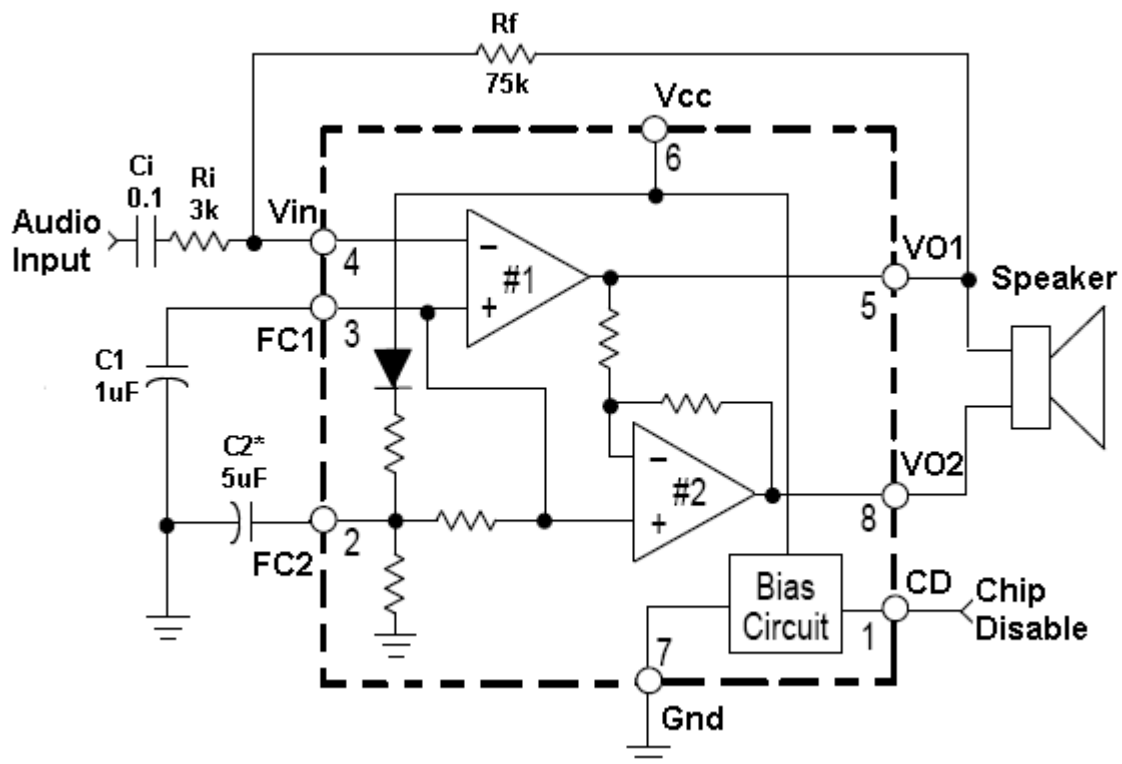 Rf
75k
Vcc
6
Ci
0.1
Ri
3k
Audio
Input
Vin
4
−
+
#1
VO1
5
Speaker
FC1
3
C1
1uF
C2*
5uF
FC2
2
−
+
#2
VO2
8
Bias
Circuit
CD
1
Chip
Disable
7
Gnd